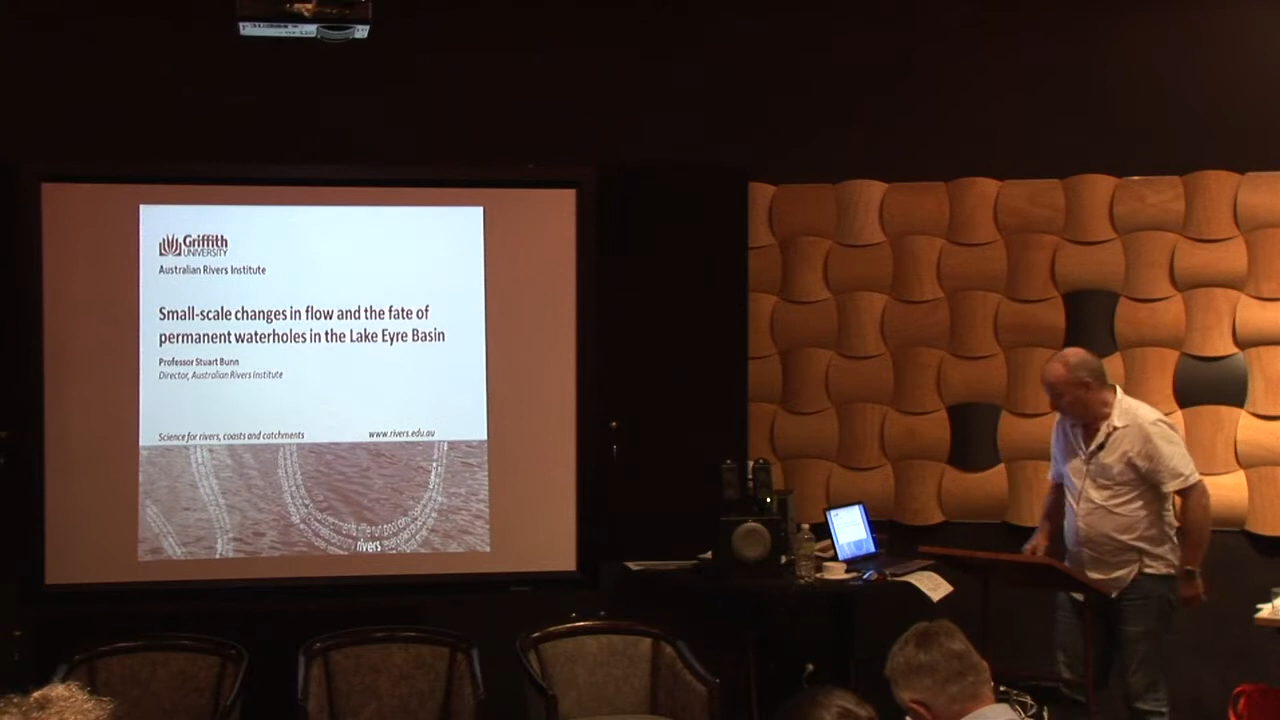 Griffith
UNIVERSITY
Australian Rivers Institute
Small-scale changes in flow and the fate of
permanent waterholes in the Lake Eyre Basin
Professor Stuart Bunn
Director, Australian Rivers Institute
Science for rivers, coasts and catchments
www.rivers.edu.au
rivers